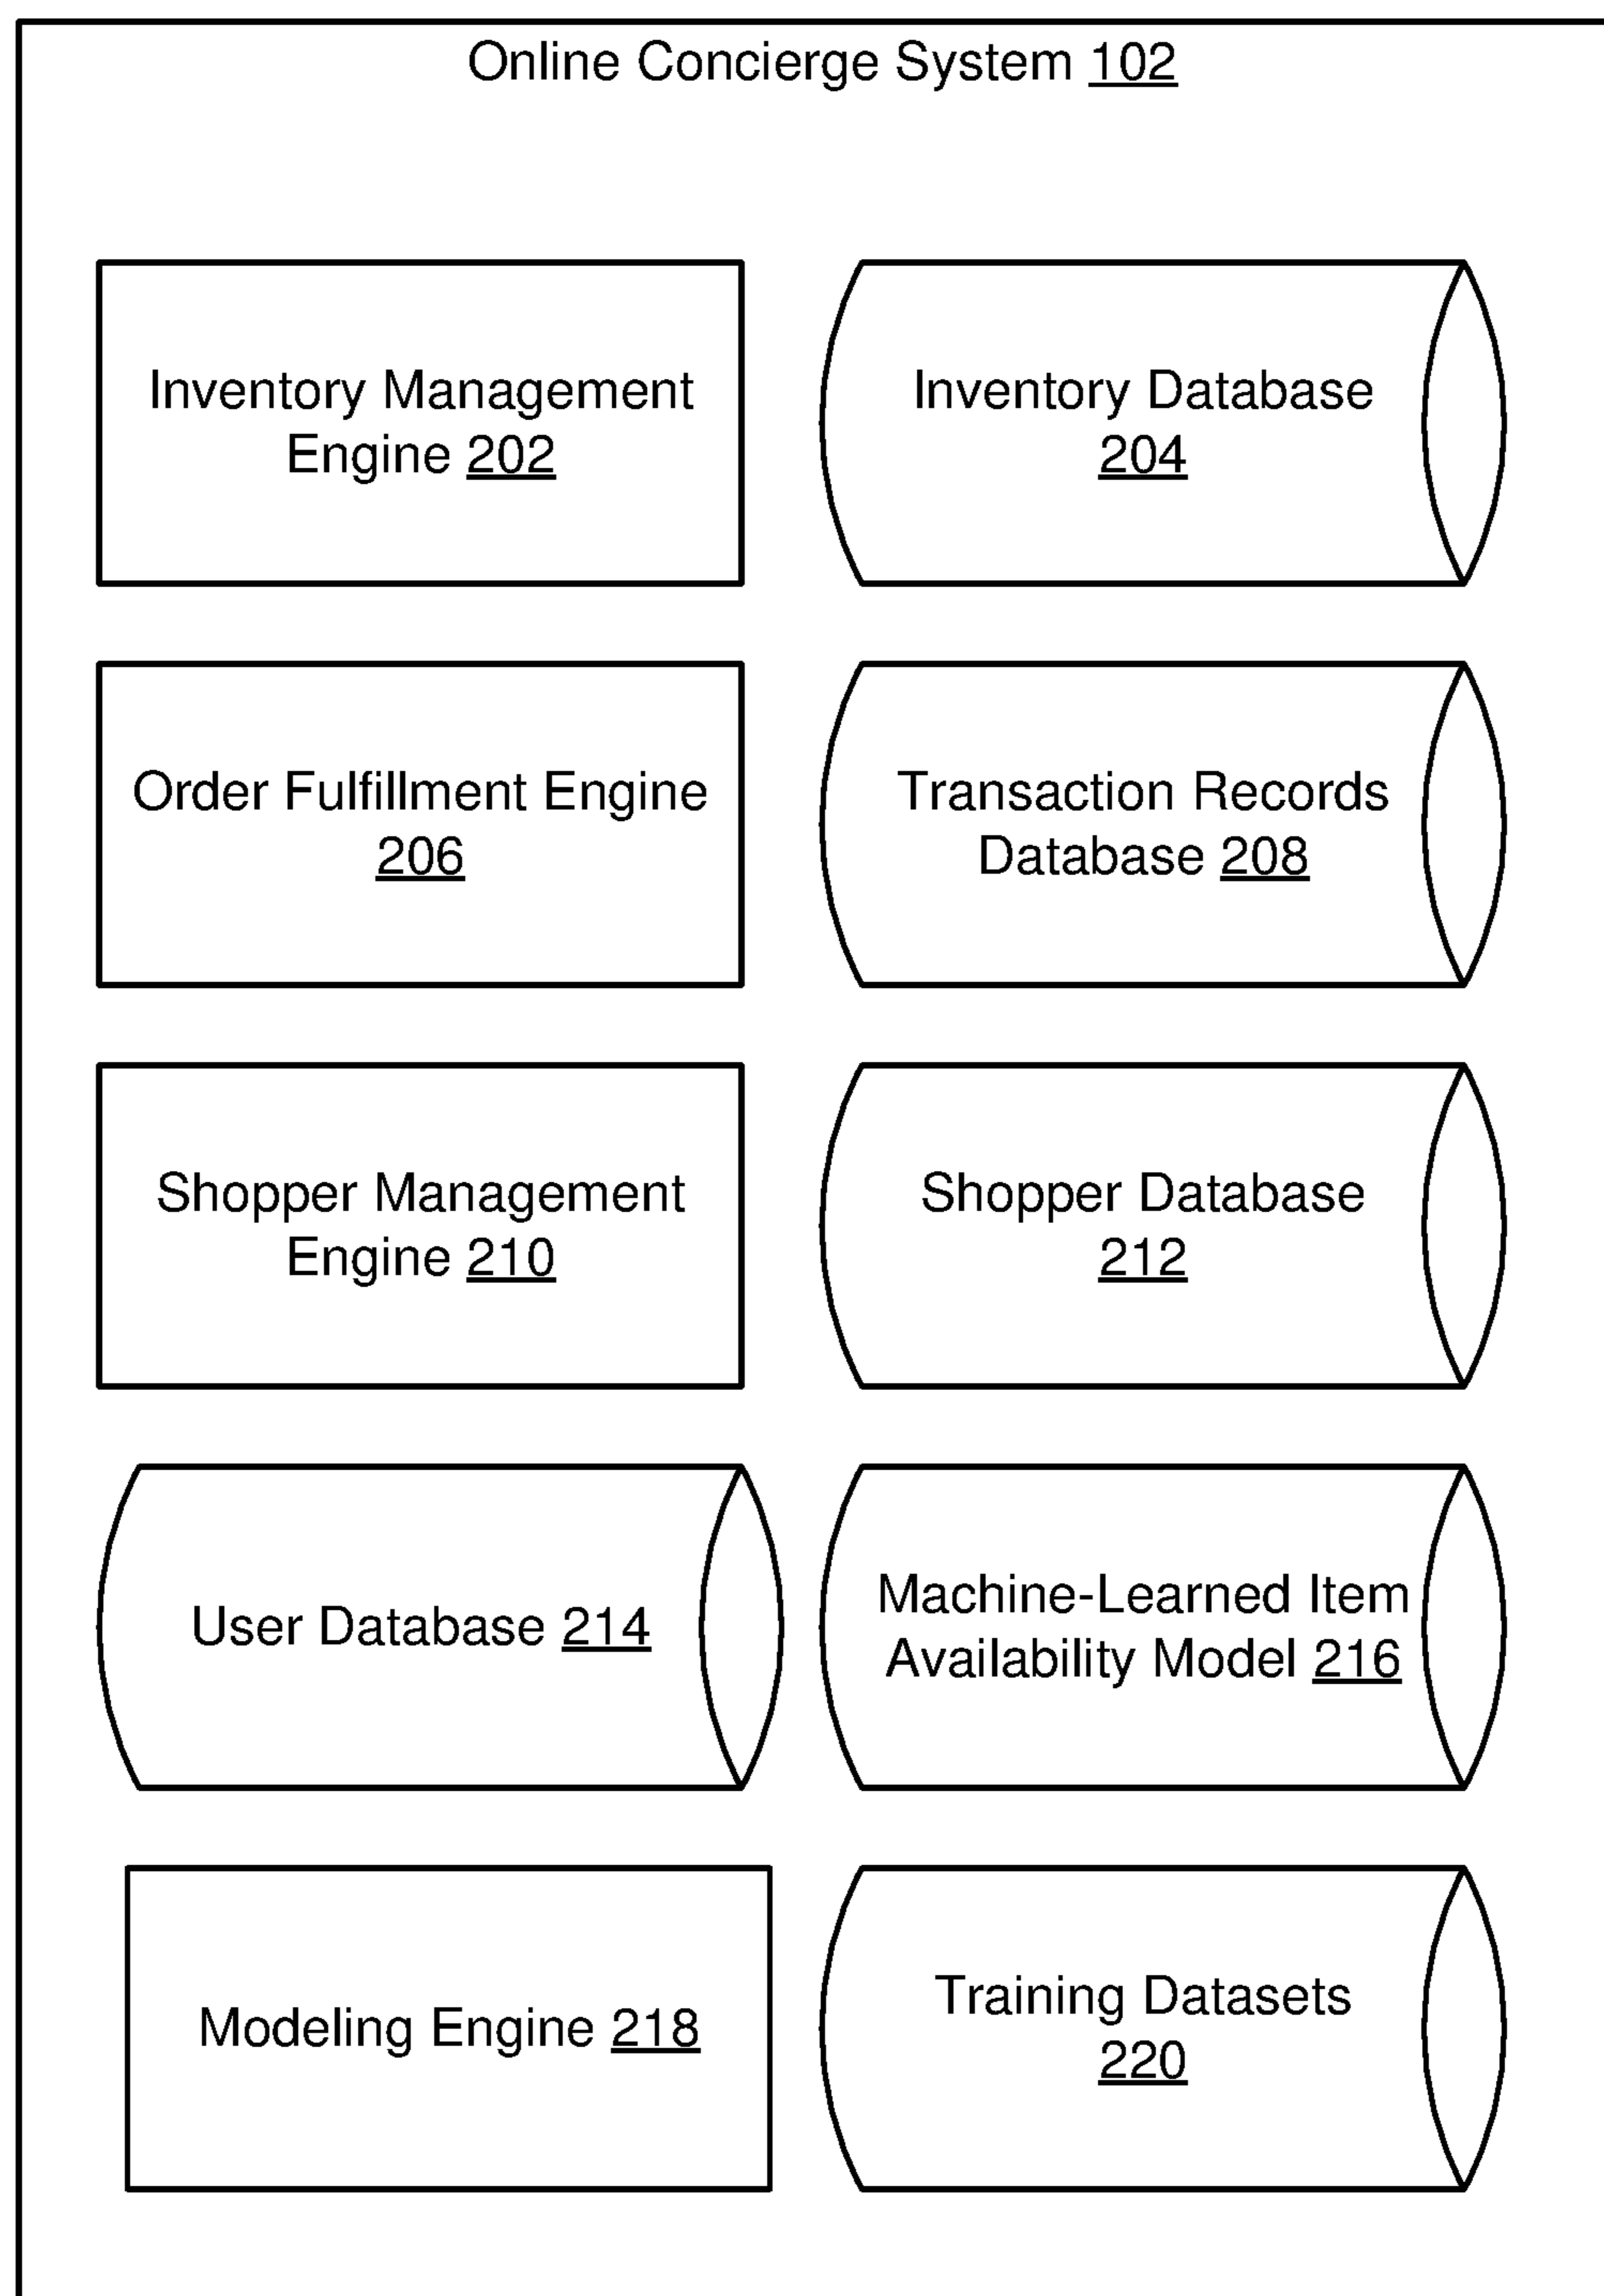 Online Concierge System 102
Inventory Management
Engine 202
Inventory Database
204
Order Fulfillment Engine
206
Transaction Records
Database 208
Shopper Management
Engine 210
Shopper Database
212
User Database 214
Machine-Learned Item
Availability Model 216
Modeling Engine 218
Training Datasets
220